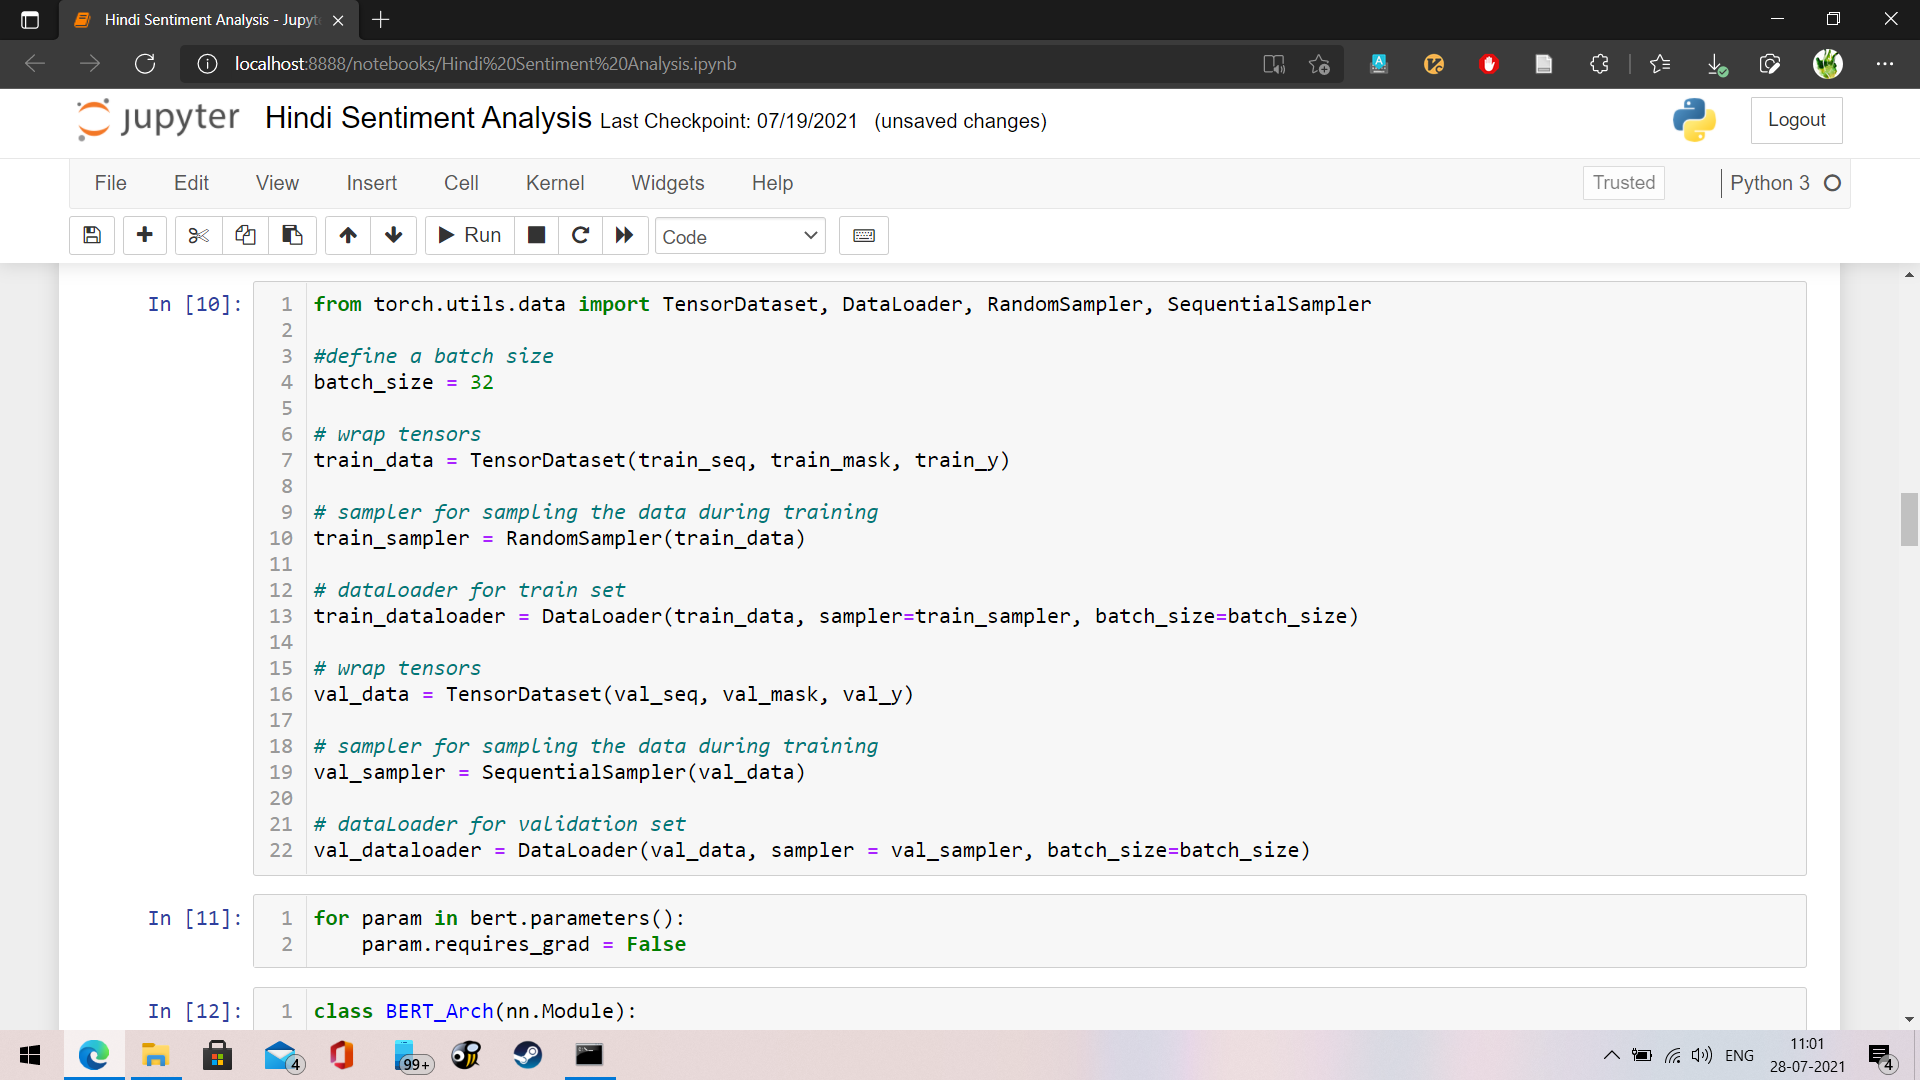 Hindi Sentiment Analysis - Jupyt
localhost:8888/notebooks/Hindi%20Sentiment%20Analysis.ipynb
jupyter Hindi Sentiment Analysis Last Checkpoint: 07/19/2021 (unsaved changes)
Logout
File Edit View Insert Cell Kernel Widgets Help Trusted Python 3
Run Code
In [10]:
1 from torch.utils.data import TensorDataset, DataLoader, RandomSampler, SequentialSampler
2
3 #define a batch size
4 batch_size = 32
5
6 # wrap tensors
7 train_data = TensorDataset(train_seq, train_mask, train_y)
8
9 # sampler for sampling the data during training
10 train_sampler = RandomSampler(train_data)
11
12 # dataLoader for train set
13 train_dataloader = DataLoader(train_data, sampler=train_sampler, batch_size=batch_size)
14
15 # wrap tensors
16 val_data = TensorDataset(val_seq, val_mask, val_y)
17
18 # sampler for sampling the data during training
19 val_sampler = SequentialSampler(val_data)
20
21 # dataLoader for validation set
22 val_dataloader = DataLoader(val_data, sampler = val_sampler, batch_size=batch_size)
In [11]:
1 for param in bert.parameters():
2     param.requires_grad = False
In [12]:
1 class BERT_Arch(nn.Module):
4
99+
ENG
11:01
28-07-2021
4